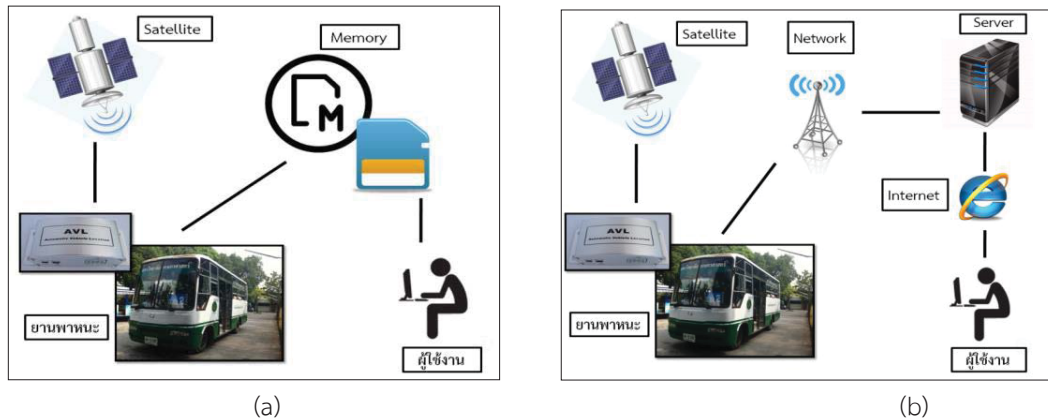 Satellite
Memory
M
AVL
ยานพาหนะ
ผู้ใช้งาน
(a)
Satellite
Network
Server
Internet
AVL
ยานพาหนะ
ผู้ใช้งาน
(b)